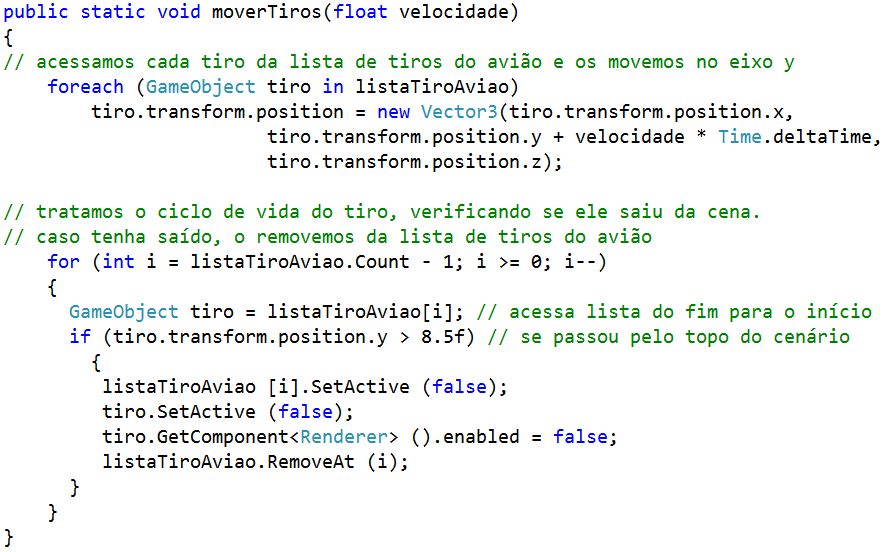 public static void moverTiros(float velocidade)
{
// acessamos cada tiro da lista de tiros do avião e os movemos no eixo y
    foreach (GameObject tiro in listaTiroAviao)
        tiro.transform.position = new Vector3(tiro.transform.position.x,
                        tiro.transform.position.y + velocidade * Time.deltaTime,
                        tiro.transform.position.z);

// tratamos o ciclo de vida do tiro, verificando se ele saiu da cena.
// caso tenha saído, o removemos da lista de tiros do avião
    for (int i = listaTiroAviao.Count - 1; i >= 0; i--)
    {
      GameObject tiro = listaTiroAviao[i]; // acessa lista do fim para o início
      if (tiro.transform.position.y > 8.5f) // se passou pelo topo do cenário
        {
         listaTiroAviao [i].SetActive (false);
         tiro.SetActive (false);
         tiro.GetComponent<Renderer> ().enabled = false;
         listaTiroAviao.RemoveAt (i);
      }
    }
}